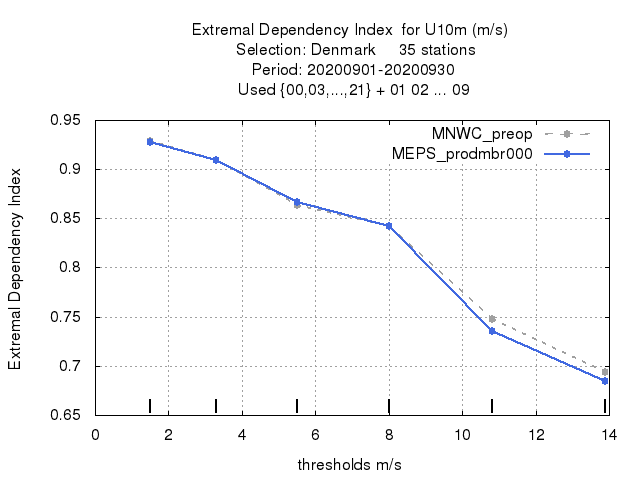 Extremal Dependency Index  for U10m (m/s)
Selection: Denmark     35 stations
Period: 20200901-20200930
Used {00,03,...,21} + 01 02 ... 09
MNWC_preop
MEPS_prodmbr000
Extremal Dependency Index
0.95
0.9
0.85
0.8
0.75
0.7
0.65
0 2 4 6 8 10 12 14
thresholds m/s